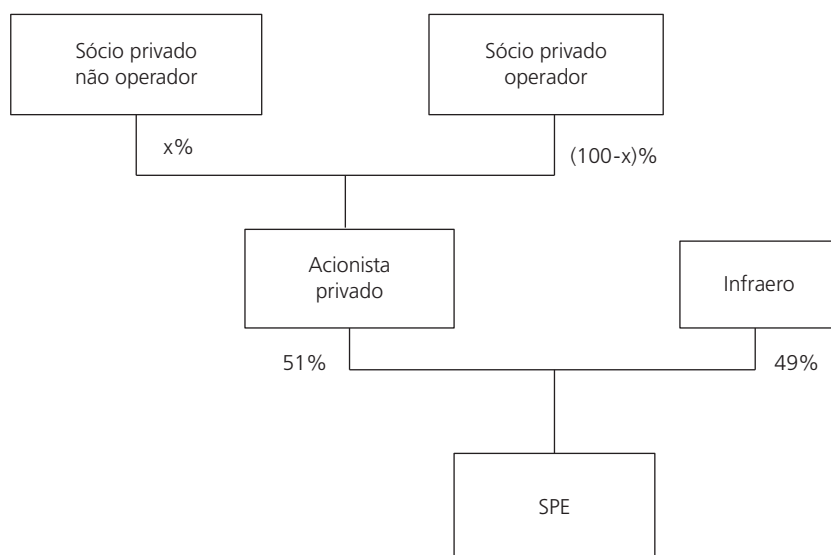 Sócio privado
não operador
Sócio privado
operador
x%
(100-x)%
Acionista
privado
Infraero
51%
49%
SPE